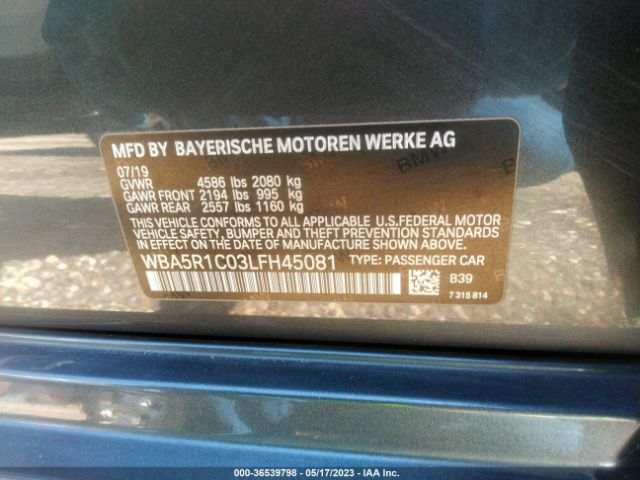 MFD BY BAYERISCHE MOTOREN WERKE AG
07/19
GVWR 4586 lbs 2080 kg
GAWR FRONT 2194 lbs 995 kg
GAWR REAR 2557 lbs 1160 kg
THIS VEHICLE CONFORMS TO ALL APPLICABLE U.S.FEDERAL MOTOR
VEHICLE SAFETY, BUMPER, AND THEFT PREVENTION STANDARDS
IN EFFECT ON THE DATE OF MANUFACTURE SHOWN ABOVE.
WBA5R1C03LFH45081 TYPE: PASSENGER CAR
B39
7315814
BMW
000-36539798 - 05/17/2023 - IAA Inc.